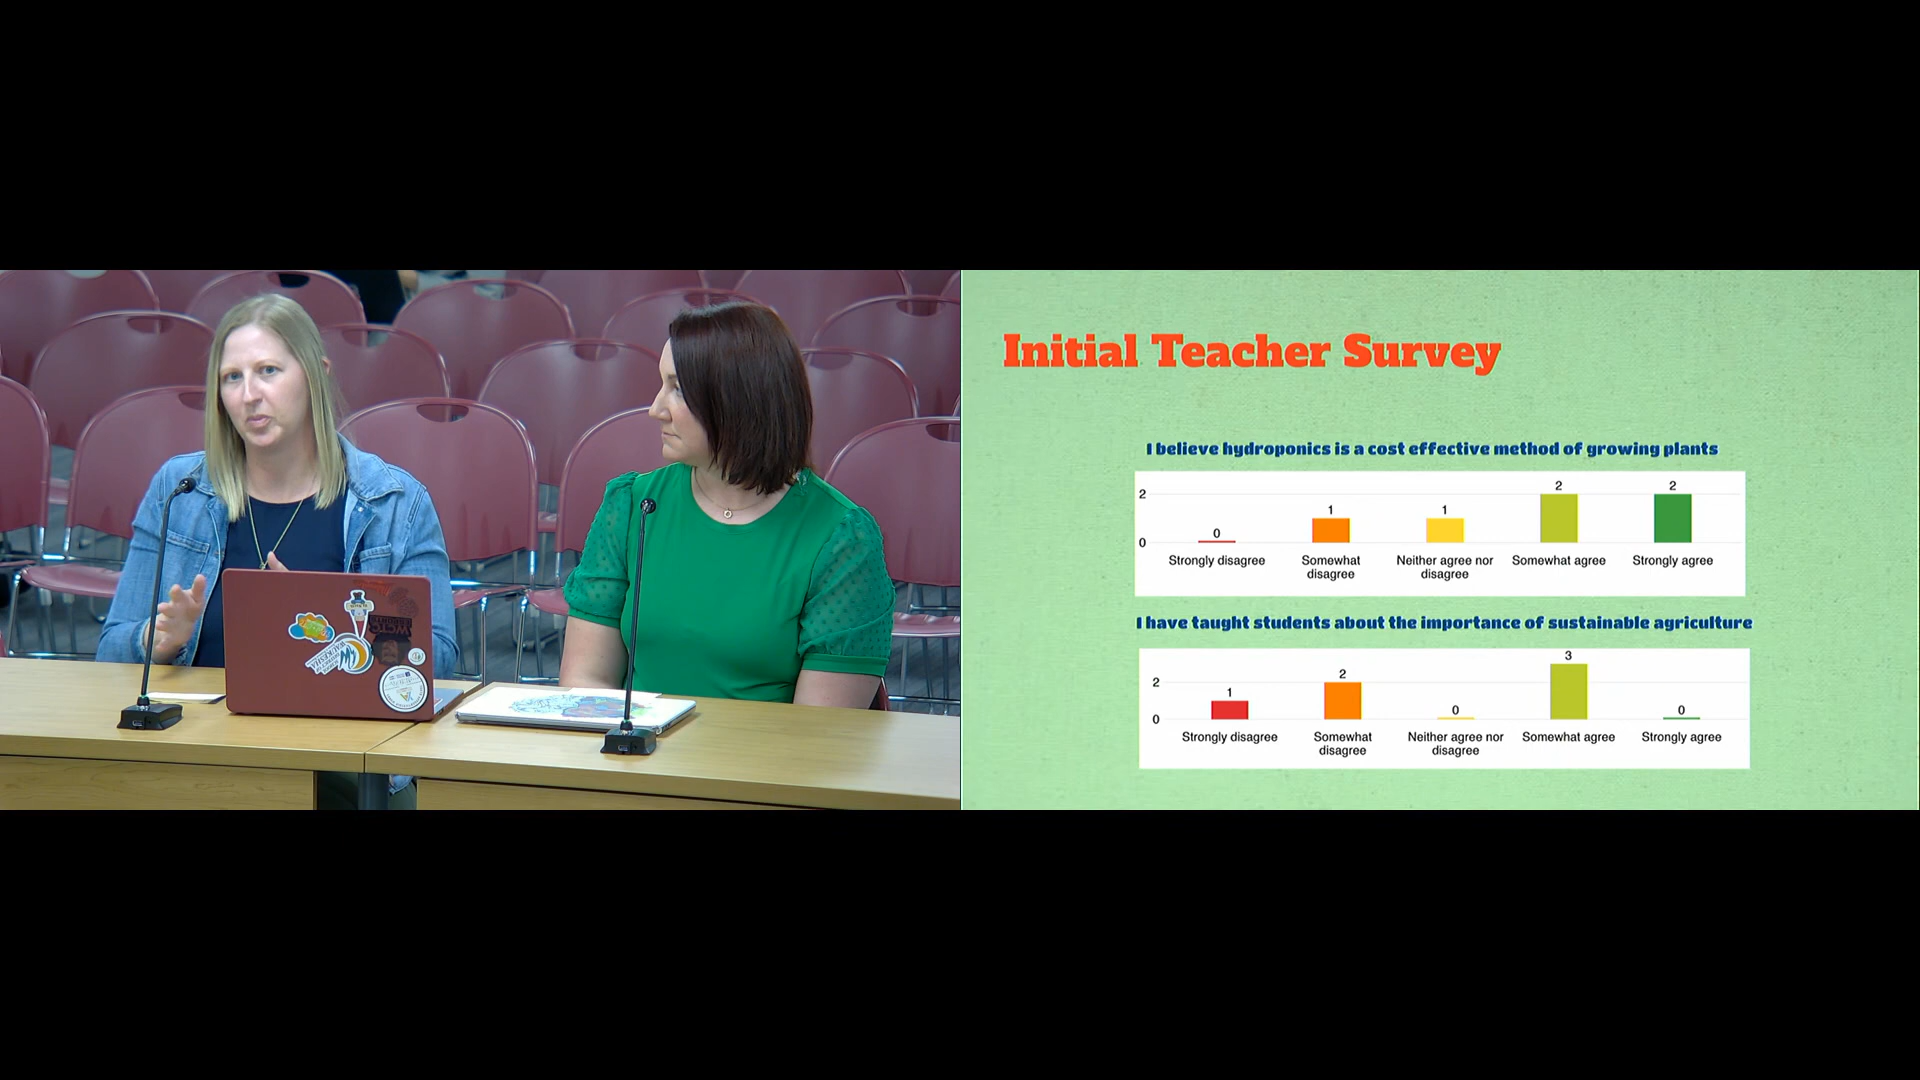 Initial Teacher Survey
I believe hydroponics is a cost effective method of growing plants
2
0
0
1
1
2
2
Strongly disagree
Somewhat
disagree
Neither agree nor
disagree
Somewhat agree
Strongly agree
I have taught students about the importance of sustainable agriculture
2
0
1
2
0
3
0
Strongly disagree
Somewhat
disagree
Neither agree nor
disagree
Somewhat agree
Strongly agree